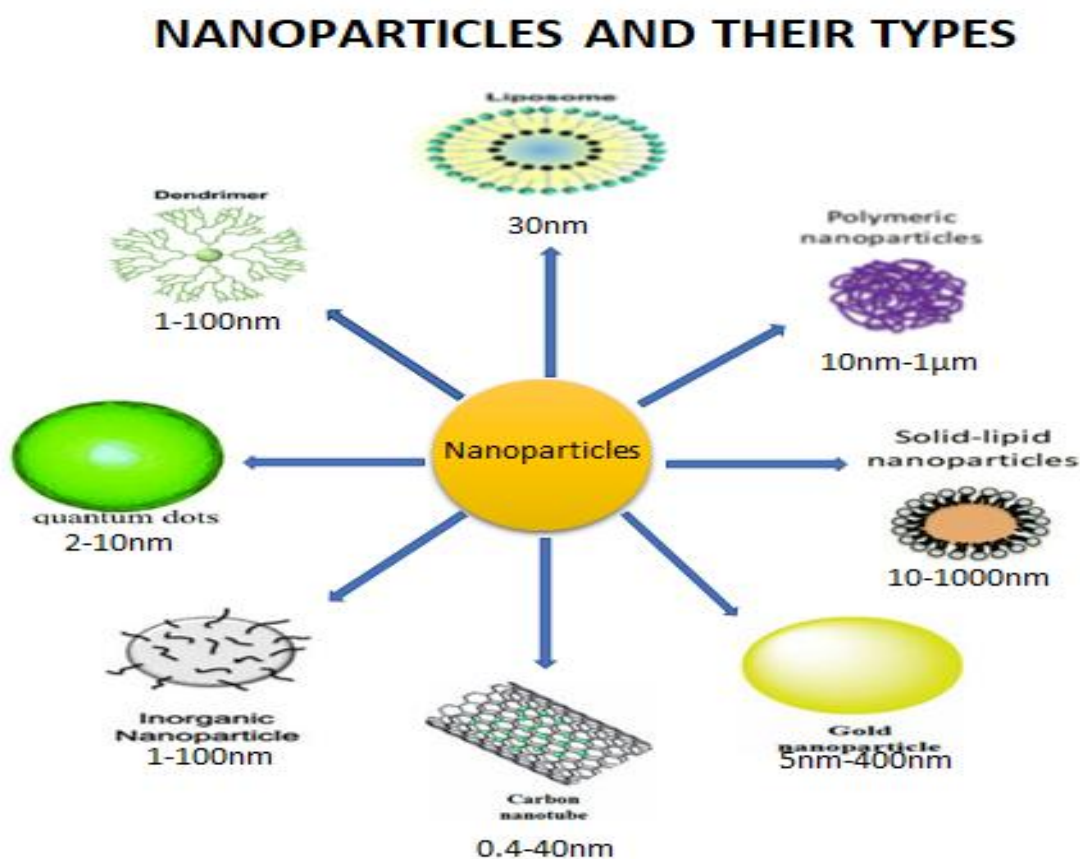 NANOPARTICLES AND THEIR TYPES
Liposome
30nm
Dendrimer
1-100nm
Polymeric
nanoparticles
10nm-1µm
Nanoparticles
Solid-lipid
nanoparticles
10-1000nm
quantum dots
2-10nm
Inorganic
Nanoparticle
1-100nm
Gold
nanoparticle
5nm-400nm
Carbon
nanotube
0.4-40nm